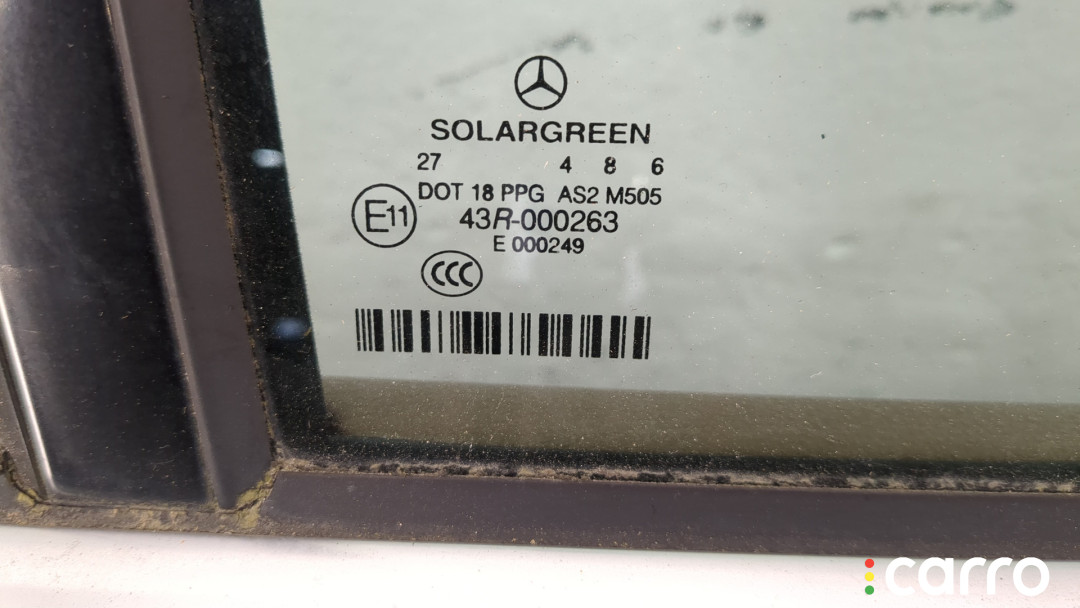 SOLARGREEN
27 4 8 6
DOT 18 PPG AS2 M505
E11
43R-000263
E 000249
CCC
carro